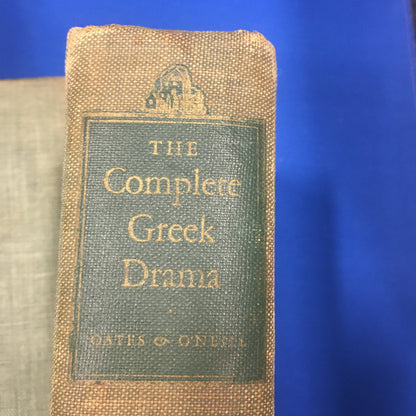 THE
Complete
Greek
Drama
OATES & O'NEILL